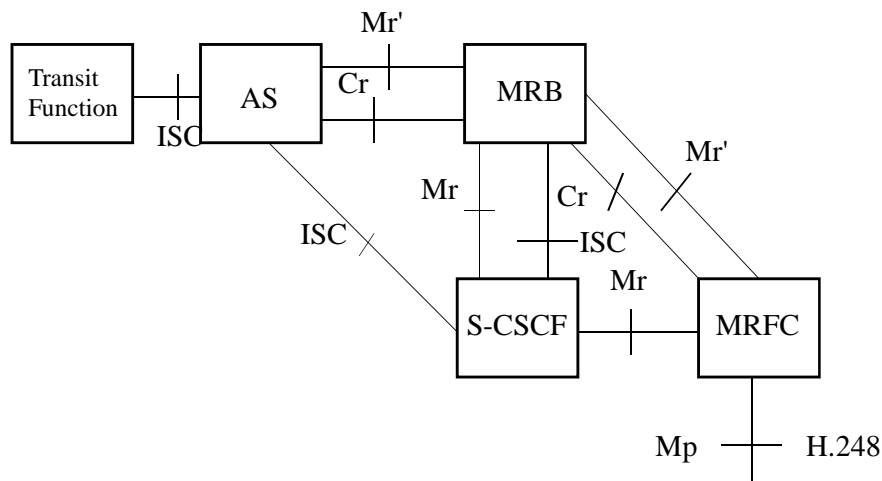 Mr'
Transit
Function
AS
Cr
MRB
ISC
Mr'
Mr
Cr
ISC
ISC
Mr
S-CSCF
MRFC
Mp
H.248